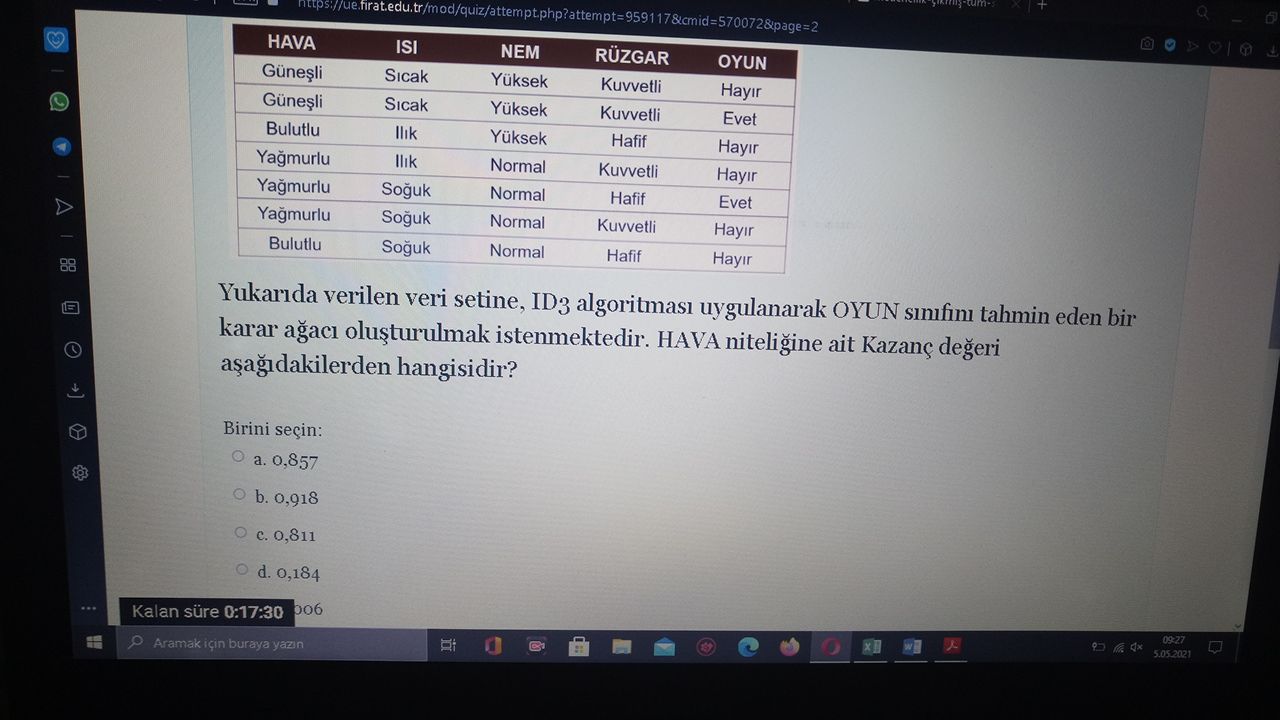 https://ue.firat.edu.tr/mod/quiz/attempt.php?attempt=959117&cmid=570072&page=2
HAVA ISI NEM RÜZGAR OYUN
Güneşli Sıcak Yüksek Kuvvetli Hayır
Güneşli Sıcak Yüksek Kuvvetli Evet
Bulutlu Ilık Yüksek Hafif Hayır
Yağmurlu Ilık Normal Kuvvetli Hayır
Yağmurlu Soğuk Normal Hafif Evet
Yağmurlu Soğuk Normal Kuvvetli Hayır
Bulutlu Soğuk Normal Hafif Hayır
Yukarıda verilen veri setine, ID3 algoritması uygulanarak OYUN sınıfını tahmin eden bir
karar ağacı oluşturulmak istenmektedir. HAVA niteliğine ait Kazanç değeri
aşağıdakilerden hangisidir?
Birini seçin:
a. 0,857
b. 0,918
c. 0,811
d. 0,184
006
Kalan süre 0:17:30
Aramak için buraya yazın
09:27
5.05.2021